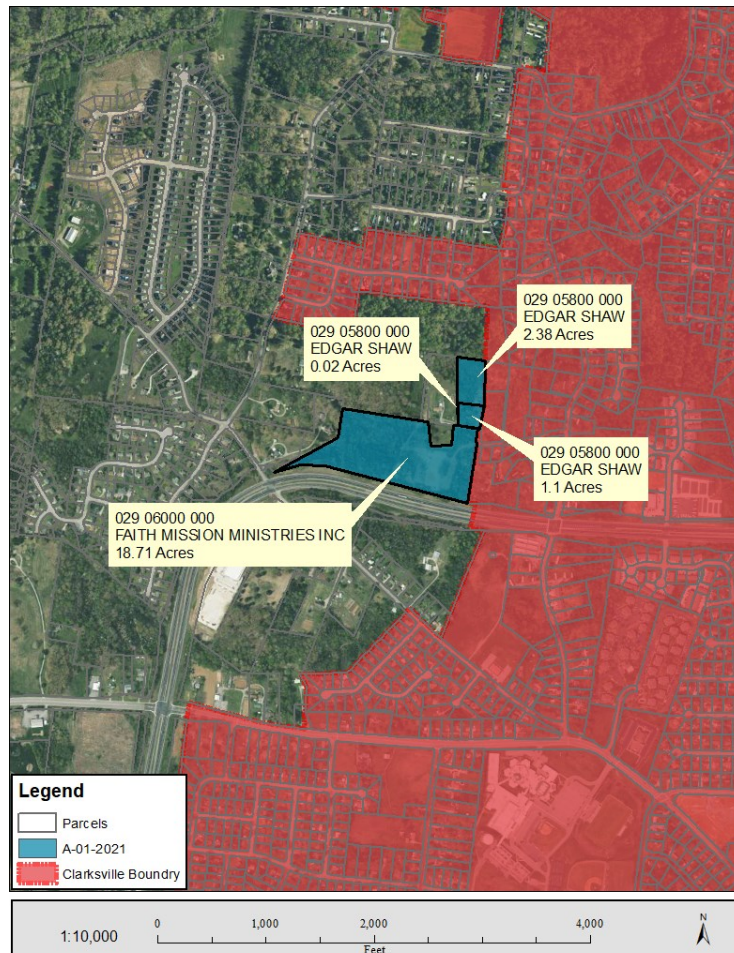 029 05800 000
EDGAR SHAW
2.38 Acres
029 05800 000
EDGAR SHAW
0.02 Acres
029 05800 000
EDGAR SHAW
1.1 Acres
029 06000 000
FAITH MISSION MINISTRIES INC
18.71 Acres
Legend
Parcels
A-01-2021
Clarksville Boundry
1:10,000
0 1,000 2,000 4,000
Feet
N